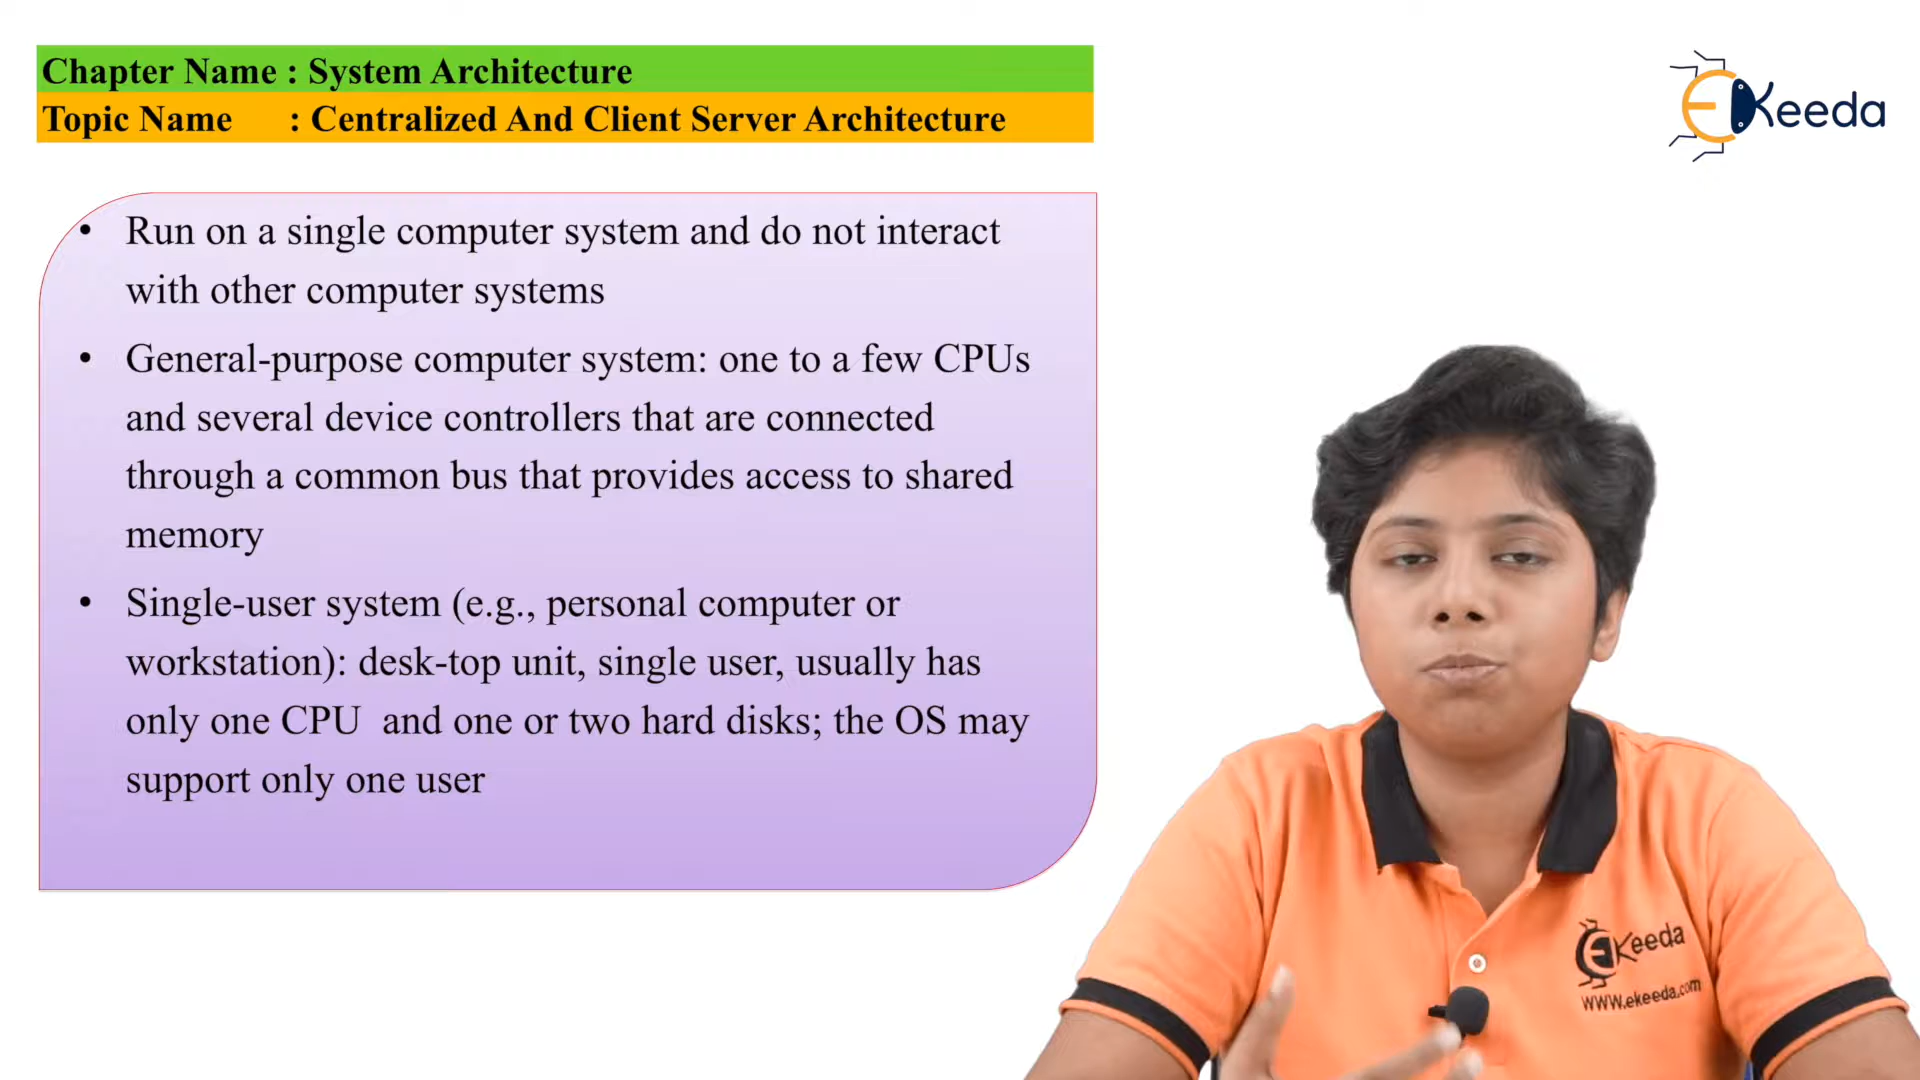 Chapter Name : System Architecture
Topic Name : Centralized And Client Server Architecture
EKeeda
• Run on a single computer system and do not interact
with other computer systems
• General-purpose computer system: one to a few CPUs
and several device controllers that are connected
through a common bus that provides access to shared
memory
• Single-user system (e.g., personal computer or
workstation): desk-top unit, single user, usually has
only one CPU and one or two hard disks; the OS may
support only one user
EKeeda
www.ekeeda.com